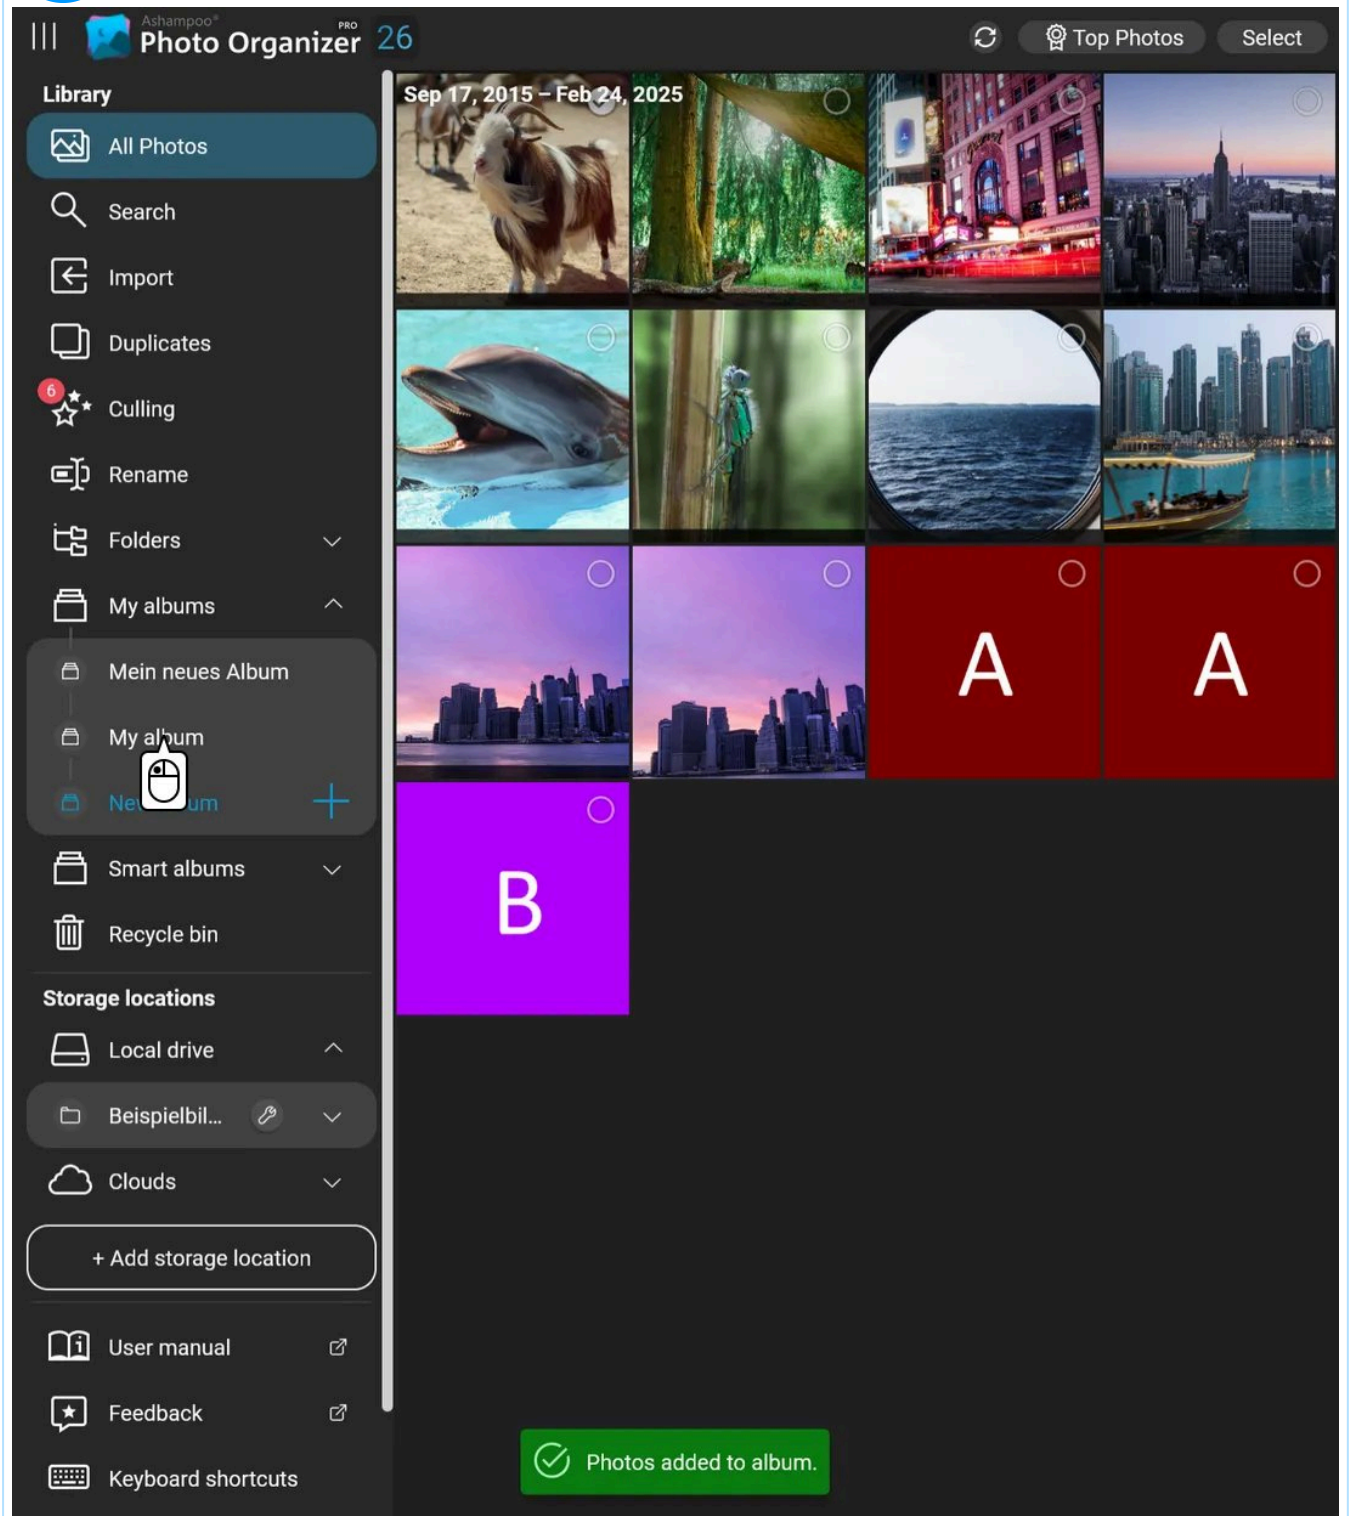 Ashampoo®
Photo Organizer PRO 26
Top Photos
Select
Library
All Photos
Search
Import
Duplicates
6
Culling
Rename
Folders
My albums
Mein neues Album
My album
Smart albums
Recycle bin
Storage locations
Local drive
Beispielbil...
Clouds
+ Add storage location
User manual
Feedback
Keyboard shortcuts
Sep 17, 2015 – Feb 24, 2025
A
A
B
Photos added to album.